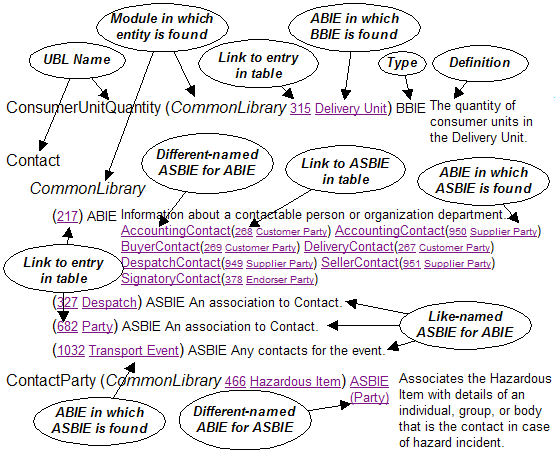 Module in which
entity is found
ABIE in which
BBIE is found
UBL Name
Link to entry
in table
Type
Definition
ConsumerUnitQuantity (CommonLibrary 315 Delivery Unit) BBIE
The quantity of
consumer units in
the Delivery Unit.
Contact
Different-named
ASBIE for ABIE
Link to ASBIE
in table
ABIE in which
ASBIE is found
CommonLibrary
(217) ABIE Information about a contactable person or organization department.
AccountingContact(268 Customer Party) AccountingContact(950 Supplier Party)
BuyerContact(269 Customer Party) DeliveryContact(267 Customer Party)
DespatchContact(949 Supplier Party) SellerContact(951 Supplier Party)
SignatoryContact(378 Endorser Party)
Link to entry
in table
(327 Despatch) ASBIE An association to Contact.
(682 Party) ASBIE An association to Contact.
(1032 Transport Event) ASBIE Any contacts for the event.
Like-named
ASBIE for ABIE
ContactParty (CommonLibrary 466 Hazardous Item) ASBIE
(Party)
Associates the Hazardous
Item with details of an
individual, group, or body
that is the contact in case
of hazard incident.
ABIE in which
ASBIE is found
Different-named
ABIE for ASBIE